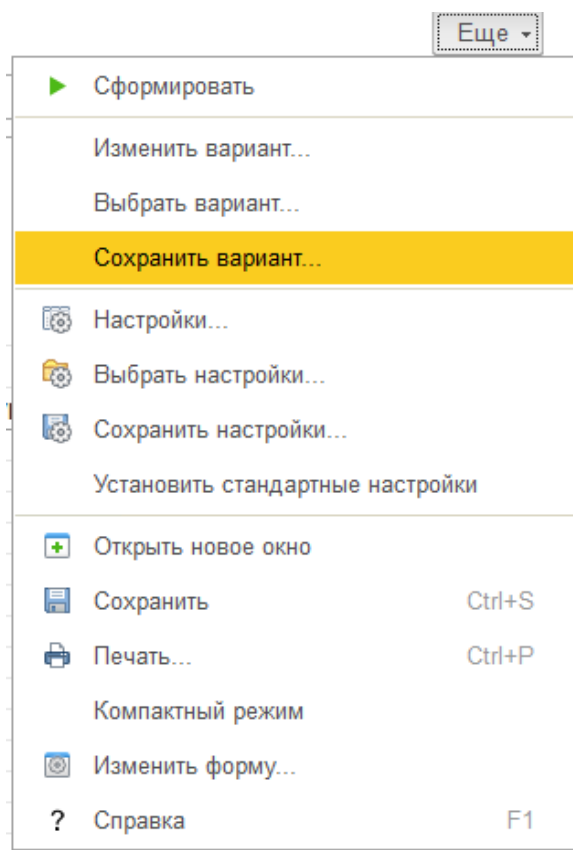 Еще
Сформировать
Изменить вариант...
Выбрать вариант...
Сохранить вариант...
Настройки...
Выбрать настройки...
Сохранить настройки...
Установить стандартные настройки
Открыть новое окно
Сохранить Ctrl+S
Печать... Ctrl+P
Компактный режим
Изменить форму...
? Справка F1